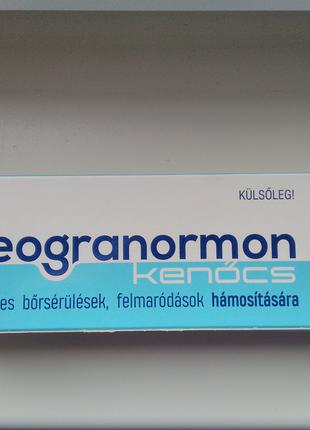 KÜLSŐLEG!
eogranormon
kenőcs
es bőrsérülések, felmaródások hámosítására